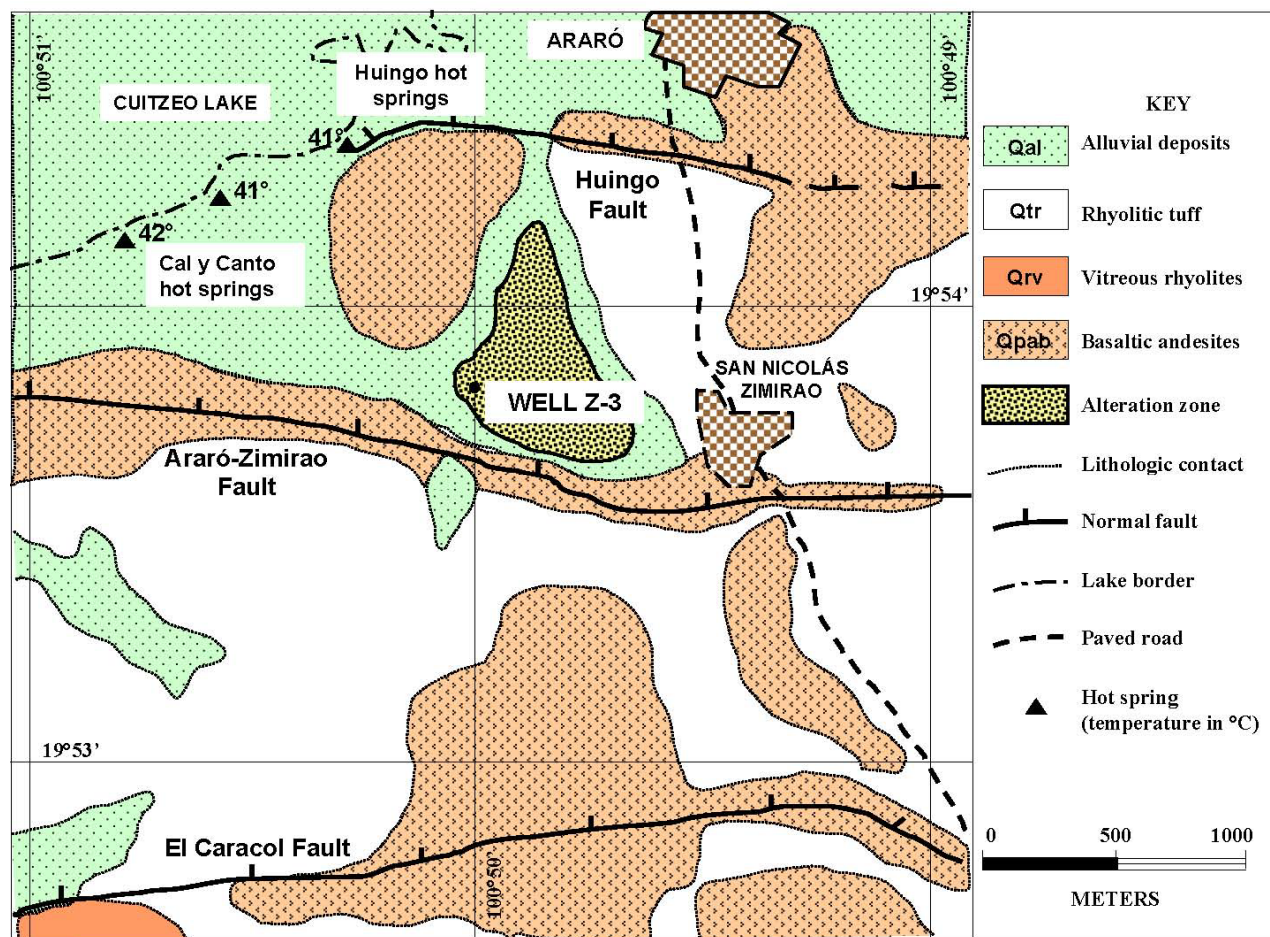 100°51’
ARARÓ
100°49’
Huingo hot
springs
CUITZEO LAKE
41°
41°
42°
Cal y Canto
hot springs
Huingo
Fault
19°54’
SAN NICOLÁS
ZIMIRAO
WELL Z-3
Araró-Zimirao
Fault
19°53’
El Caracol Fault
100°50’
KEY
Qal Alluvial deposits
Qtr Rhyolitic tuff
Qrv Vitreous rhyolites
Qpab Basaltic andesites
Alteration zone
Lithologic contact
Normal fault
Lake border
Paved road
Hot spring
(temperature in °C)
0 500 1000
METERS